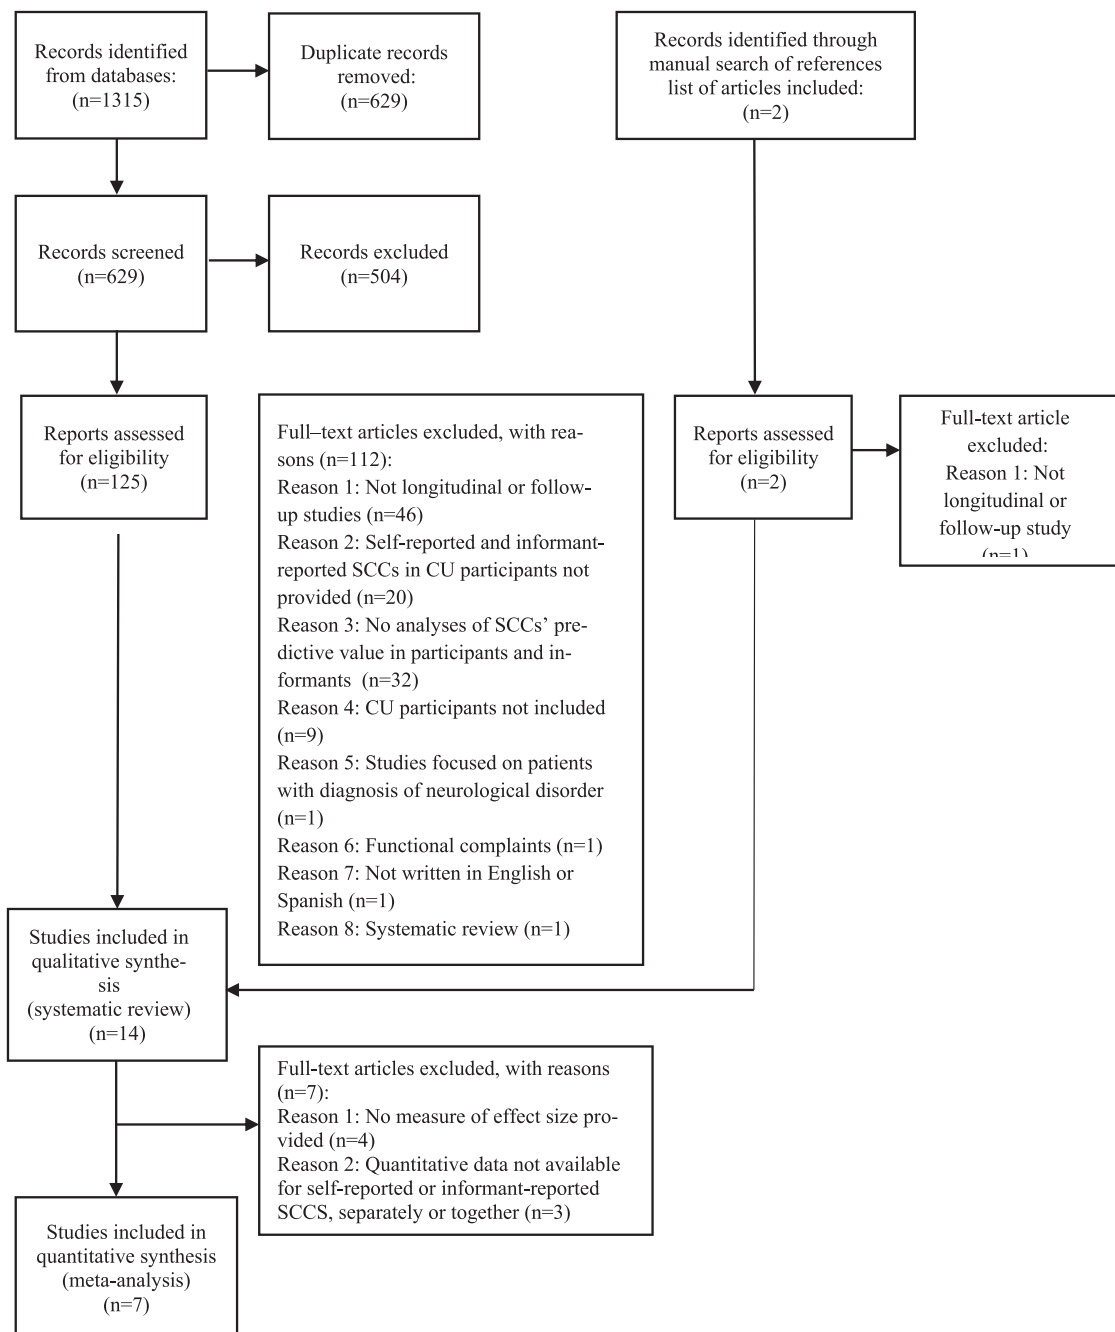 Records identified
from databases:
(n=1315)
Duplicate records
removed:
(n=629)
Records identified through
manual search of references
list of articles included:
(n=2)
Records screened
(n=629)
Records excluded
(n=504)
Reports assessed
for eligibility
(n=125)
Full–text articles excluded, with rea-
sons (n=112):
Reason 1: Not longitudinal or follow-
up studies (n=46)
Reason 2: Self-reported and informant-
reported SCCs in CU participants not
provided (n=20)
Reason 3: No analyses of SCCs’ pre-
dictive value in participants and in-
formants (n=32)
Reason 4: CU participants not included
(n=9)
Reason 5: Studies focused on patients
with diagnosis of neurological disorder
(n=1)
Reason 6: Functional complaints (n=1)
Reason 7: Not written in English or
Spanish (n=1)
Reason 8: Systematic review (n=1)
Reports assessed
for eligibility
(n=2)
Full-text article
excluded:
Reason 1: Not
longitudinal or
follow-up study
(n=1)
Studies included in
qualitative synthe-
sis
(systematic review)
(n=14)
Full-text articles excluded, with reasons
(n=7):
Reason 1: No measure of effect size pro-
vided (n=4)
Reason 2: Quantitative data not available
for self-reported or informant-reported
SCCS, separately or together (n=3)
Studies included in
quantitative synthesis
(meta-analysis)
(n=7)